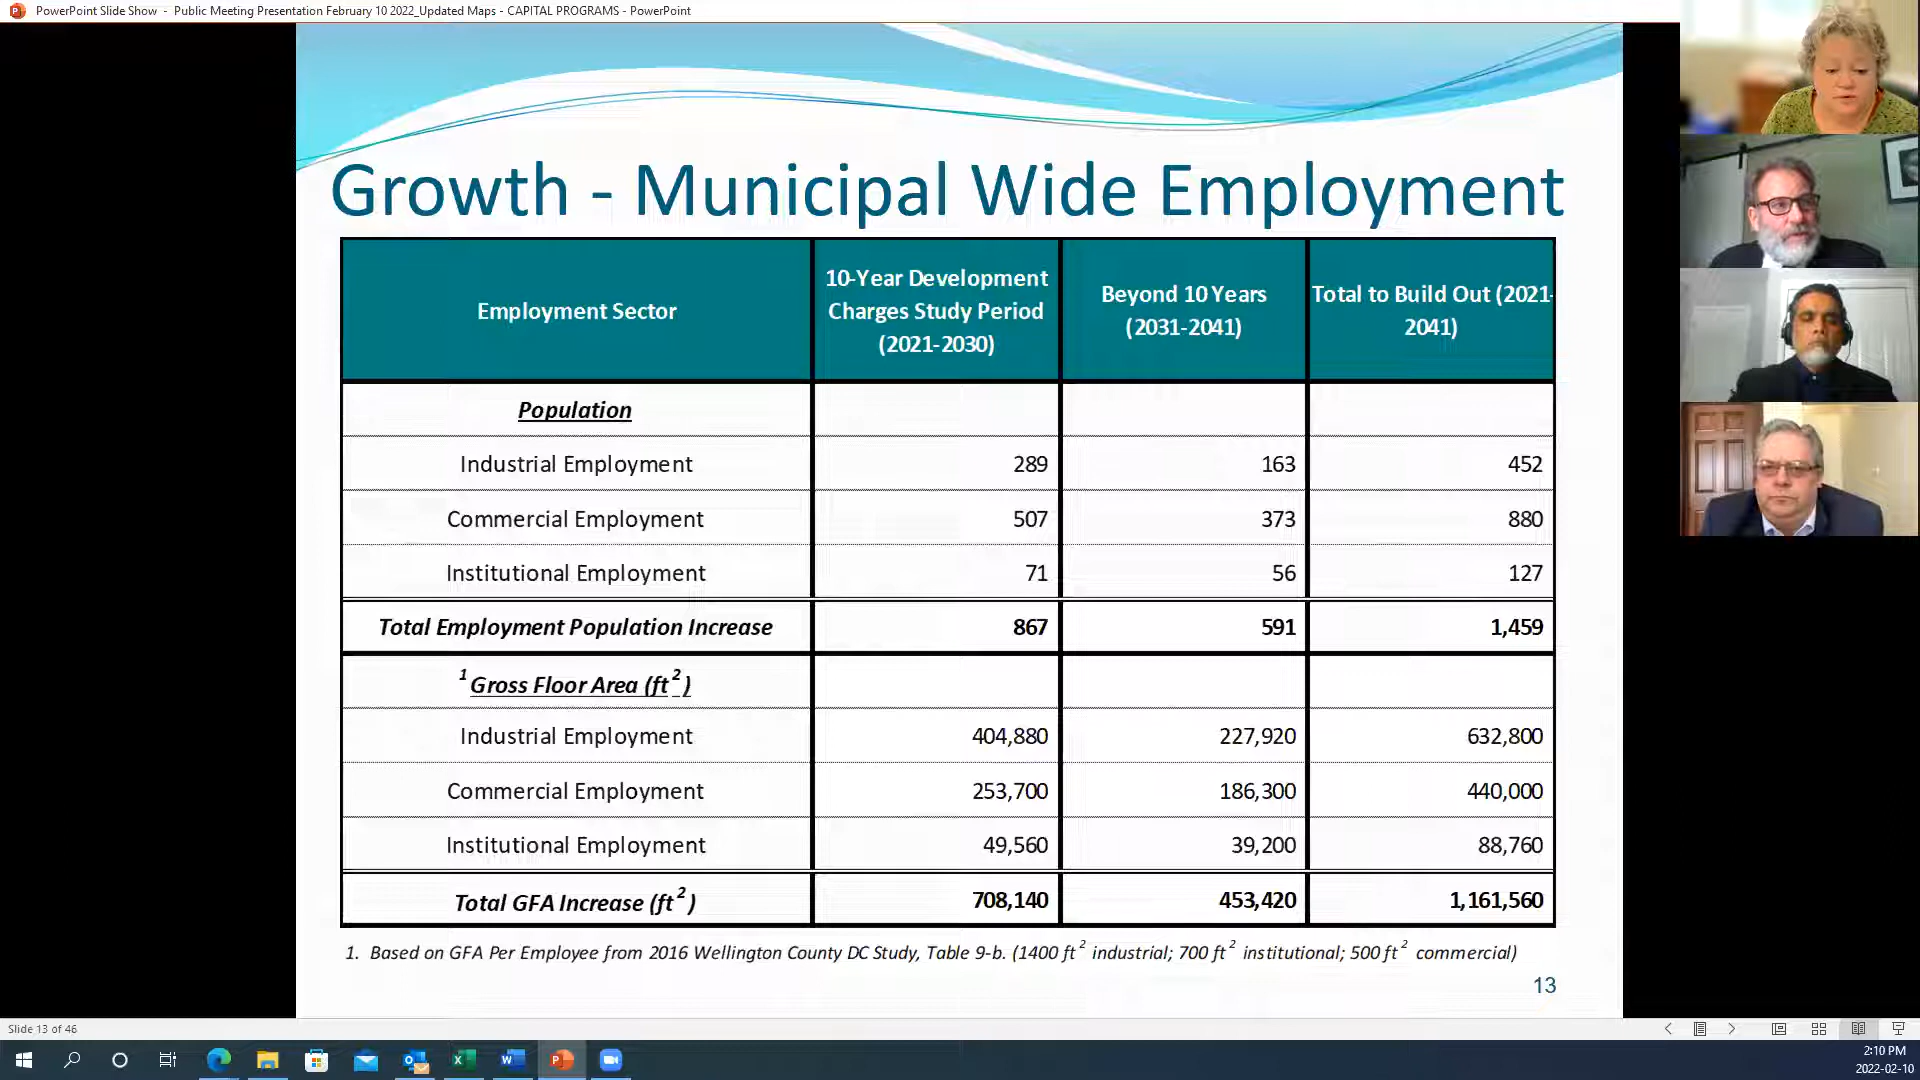 PowerPoint Slide Show - Public Meeting Presentation February 10 2022_Updated Maps - CAPITAL PROGRAMS - PowerPoint
Growth - Municipal Wide Employment
Employment Sector
10-Year Development
Charges Study Period
(2021-2030)
Beyond 10 Years
(2031-2041)
Total to Build Out (2021-
2041)
Population
Industrial Employment 289 163 452
Commercial Employment 507 373 880
Institutional Employment 71 56 127
Total Employment Population Increase 867 591 1,459
1 Gross Floor Area (ft2)
Industrial Employment 404,880 227,920 632,800
Commercial Employment 253,700 186,300 440,000
Institutional Employment 49,560 39,200 88,760
Total GFA Increase (ft2) 708,140 453,420 1,161,560
1. Based on GFA Per Employee from 2016 Wellington County DC Study, Table 9-b. (1400 ft2 industrial; 700 ft2 institutional; 500 ft2 commercial)
13
Slide 13 of 46
2:10 PM
2022-02-10